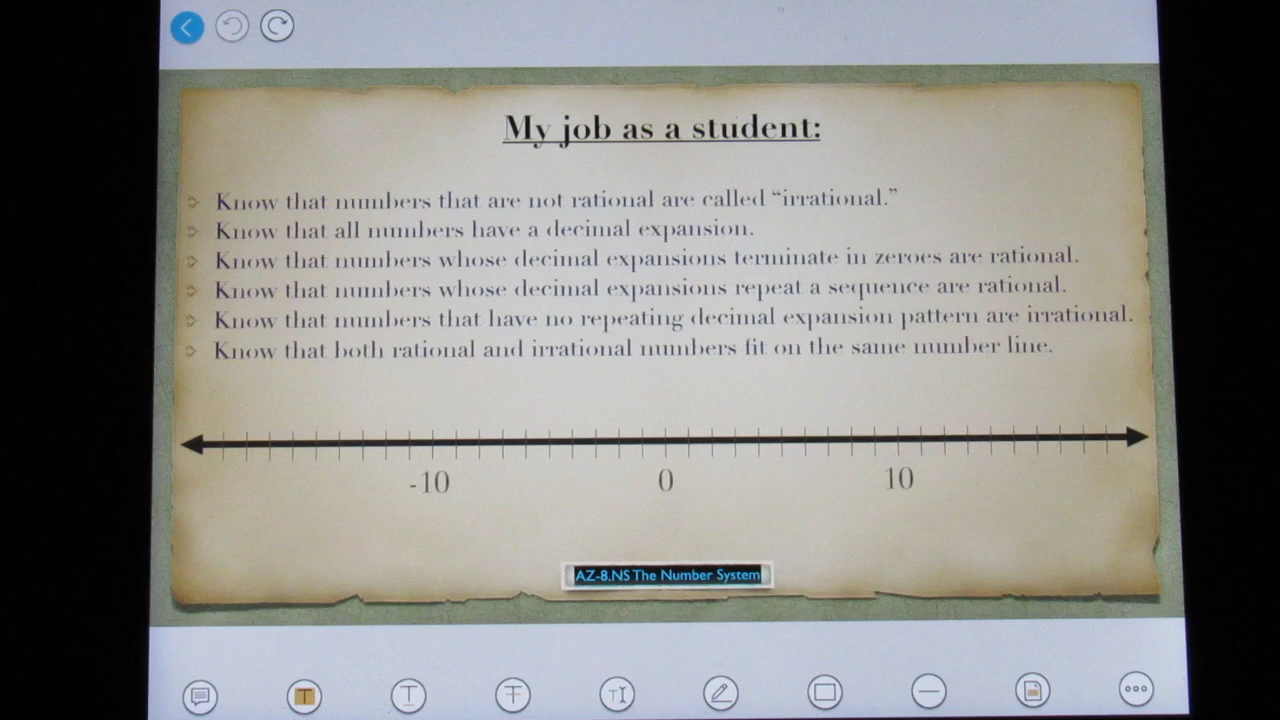 My job as a student:
Know that numbers that are not rational are called “irrational.”
Know that all numbers have a decimal expansion.
Know that numbers whose decimal expansions terminate in zeroes are rational.
Know that numbers whose decimal expansions repeat a sequence are rational.
Know that numbers that have no repeating decimal expansion pattern are irrational.
Know that both rational and irrational numbers fit on the same number line.
-10 0 10
AZ-8.NS The Number System
T T T T